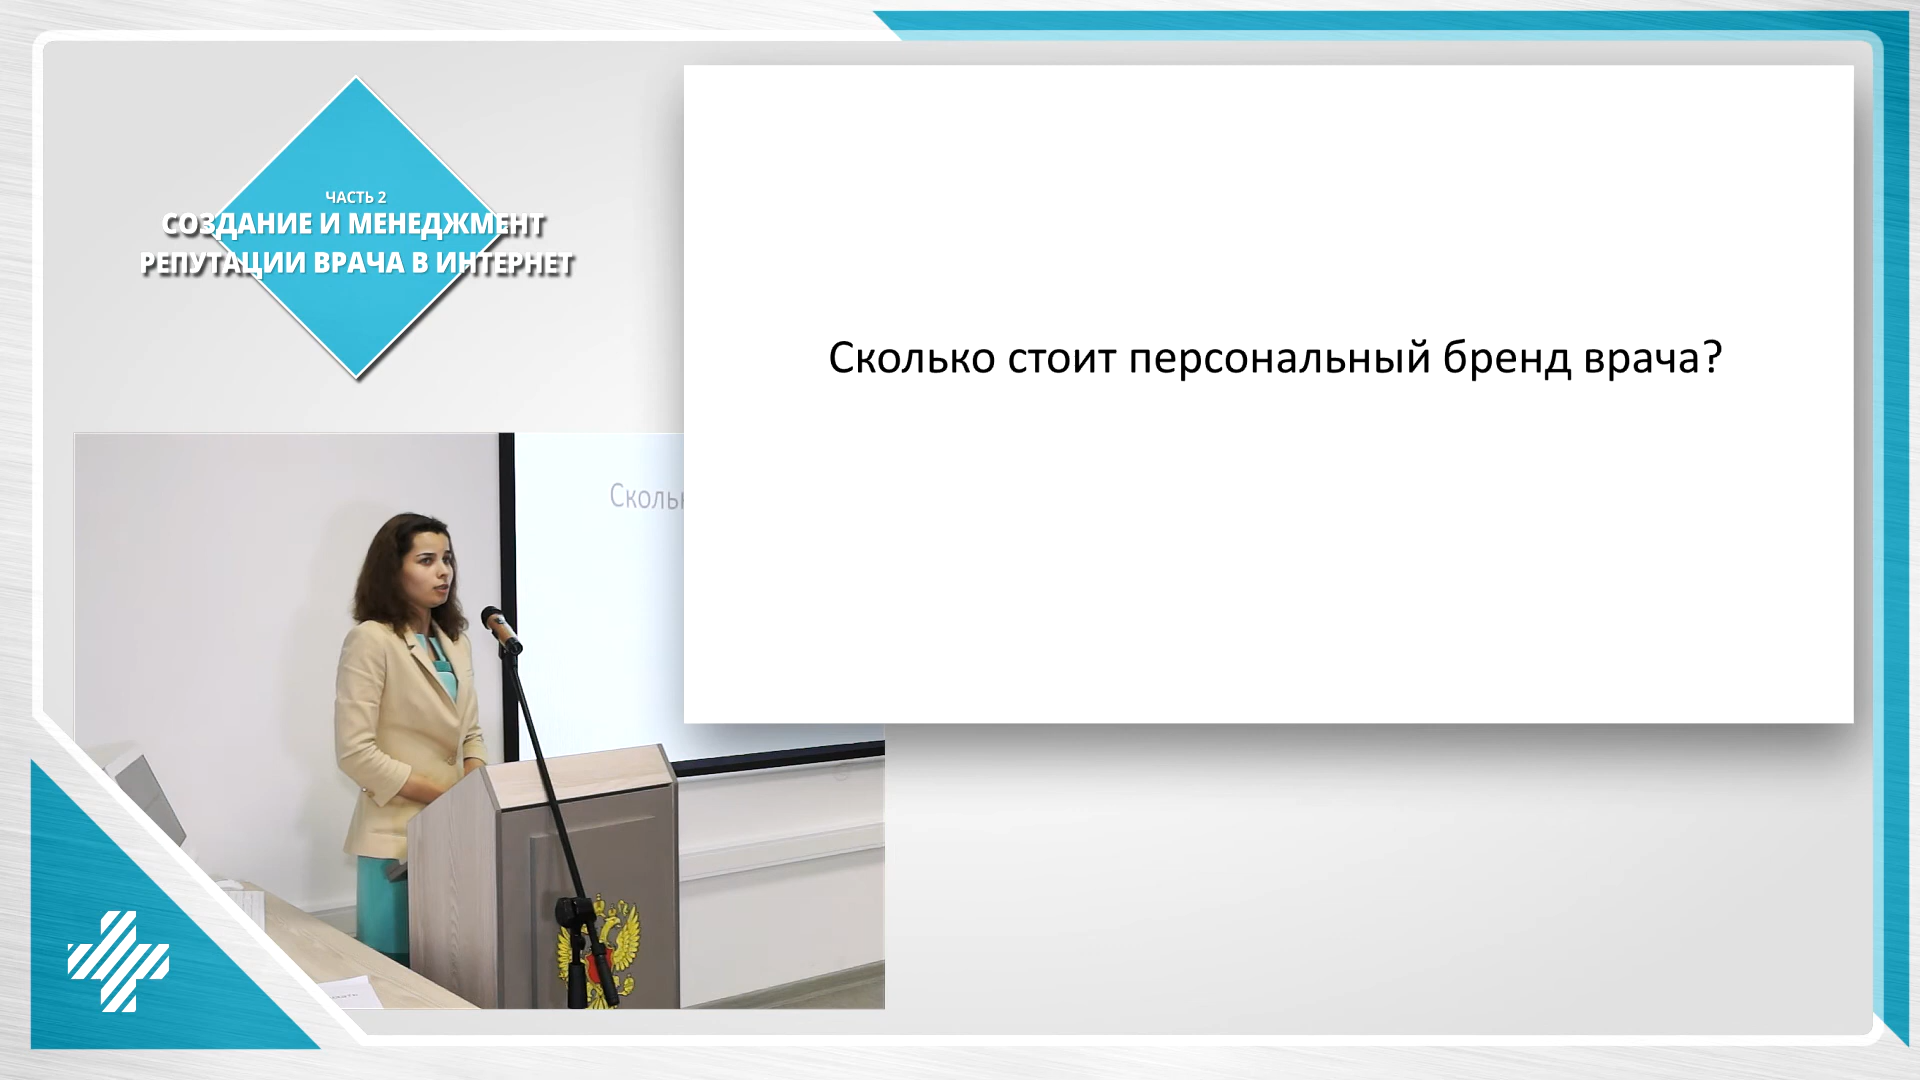 ЧАСТЬ 2
СОЗДАНИЕ И МЕНЕДЖМЕНТ
РЕПУТАЦИИ ВРАЧА В ИНТЕРНЕТ
Сколько стоит персональный бренд врача?